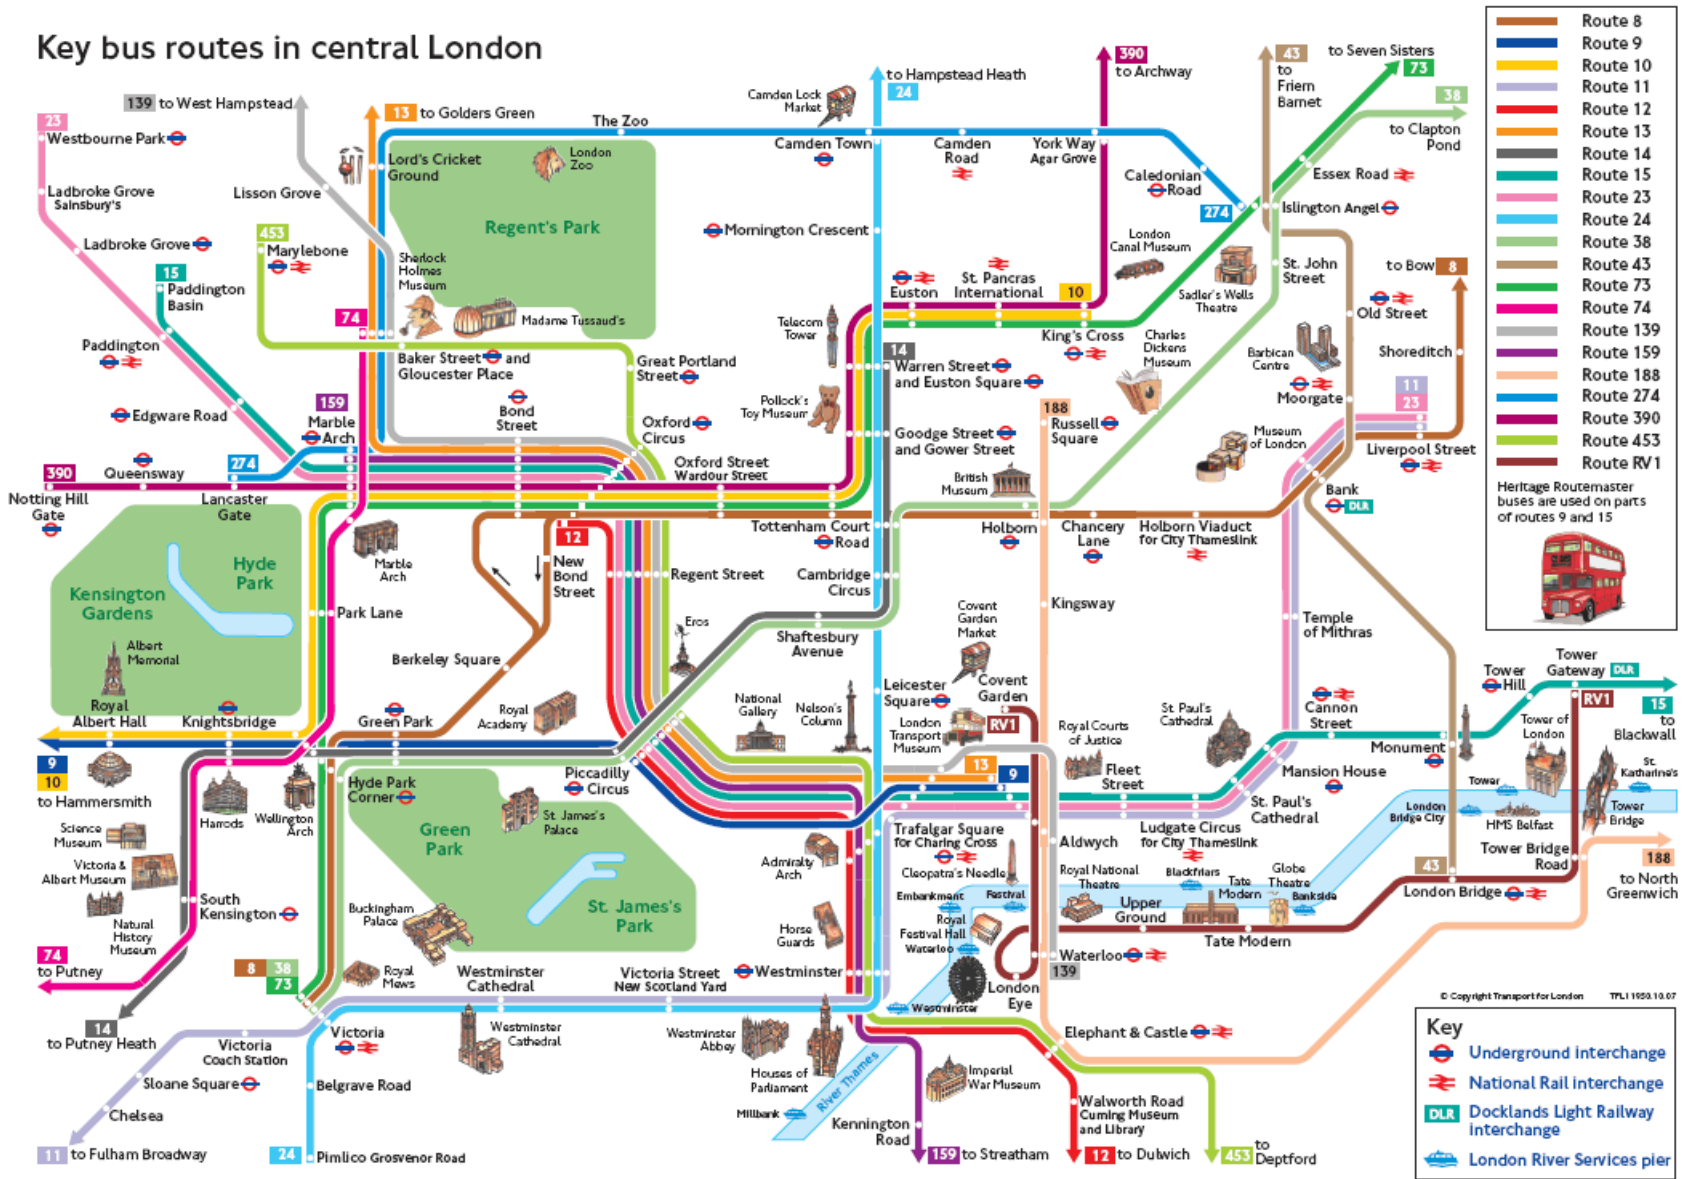 Key bus routes in central London
139 to West Hampstead
13 to Golders Green
23
Westbourne Park
Ladbroke Grove
Sainsbury's
Ladbroke Grove
15
Paddington
Basin
Paddington
Edgware Road
453
Marylebone
Lisson Grove
Lord's Cricket
Ground
London
Zoo
Regent's Park
The Zoo
Sherlock
Holmes
Museum
Madame Tussaud's
74
Baker Street and
Gloucester Place
Great Portland
Street
159
Marble
Arch
Bond
Street
Oxford
Circus
390
Notting Hill
Gate
Queensway
274
Lancaster
Gate
Oxford Street
Wardour Street
Camden Lock
Market
to Hampstead Heath
24
Camden Town
Camden
Road
York Way
Agar Grove
390
to Archway
43
to
Friern
Barnet
to Seven Sisters
73
38
to Clapton
Pond
Caledonian
Road
274
Essex Road
Islington Angel
Mornington Crescent
London
Canal Museum
Sadler's Wells
Theatre
St. John
Street
to Bow 8
Old Street
Shoreditch
Euston
St. Pancras
International
10
King's Cross
Telecom
Tower
14
Warren Street
and Euston Square
Pollock's
Toy Museum
Goodge Street
and Gower Street
Charles
Dickens
Museum
Barbican
Centre
Moorgate
11
23
Liverpool Street
188
Russell
Square
Museum
of London
British
Museum
Bank
DLR
Tottenham Court
Road
Holborn
Chancery
Lane
Holborn Viaduct
for City Thameslink
Hyde
Park
Kensington
Gardens
Albert
Memorial
Royal
Albert Hall
Knightsbridge
Marble
Arch
Park Lane
12
New
Bond
Street
Regent Street
Berkeley Square
Green Park
Royal
Academy
Eros
Cambridge
Circus
Shaftesbury
Avenue
Kingsway
Covent
Garden
Market
Covent
Garden
RV1
Leicester
Square
London
Transport
Museum
National
Gallery
Nelson's
Column
Royal Courts
of Justice
St. Paul's
Cathedral
Temple
of Mithras
Cannon
Street
Tower
Hill
Tower
Gateway DLR
RV1
15
to
Blackwall
Monument
Tower of
London
St.
Katharine's
Tower
Tower
Bridge
London
Bridge City
HMS Belfast
Tower Bridge
Road
188
to North
Greenwich
43
London Bridge
Mansion House
St. Paul's
Cathedral
Fleet
Street
Ludgate Circus
for City Thameslink
13
9
Trafalgar Square
for Charing Cross
Cleopatra's Needle
Aldwych
Embankment
Festival
Royal
Festival Hall
Waterloo
Royal National
Theatre
Blackfriars
Tate
Modern
Globe
Theatre
Bankside
Upper
Ground
Tate Modern
Waterloo
139
London
Eye
Westminster
9
10
to Hammersmith
Harrods
Wellington
Arch
Hyde Park
Corner
Piccadilly
Circus
St. James's
Palace
Green
Park
St. James's
Park
Admiralty
Arch
Horse
Guards
Science
Museum
Victoria &
Albert Museum
Natural
History
Museum
South
Kensington
Buckingham
Palace
Royal
Mews
74
to Putney
14
to Putney Heath
8
38
73
Westminster
Cathedral
Victoria Street
New Scotland Yard
Westminster
Victoria
Coach Station
Victoria
Westminster
Cathedral
Westminster
Abbey
Houses of
Parliament
Sloane Square
Belgrave Road
Chelsea
11 to Fulham Broadway
24 Pimlico Grosvenor Road
Millbank
River Thames
Kennington
Road
159 to Streatham
Imperial
War Museum
Elephant & Castle
Walworth Road
Cuming Museum
and Library
12 to Dulwich
453 to
Deptford
Route 8
Route 9
Route 10
Route 11
Route 12
Route 13
Route 14
Route 15
Route 23
Route 24
Route 38
Route 43
Route 73
Route 74
Route 139
Route 159
Route 188
Route 274
Route 390
Route 453
Route RV1
Heritage Routemaster
buses are used on parts
of routes 9 and 15
© Copyright Transport for London TFL11950.10.07
Key
Underground interchange
National Rail interchange
DLR Docklands Light Railway
interchange
London River Services pier